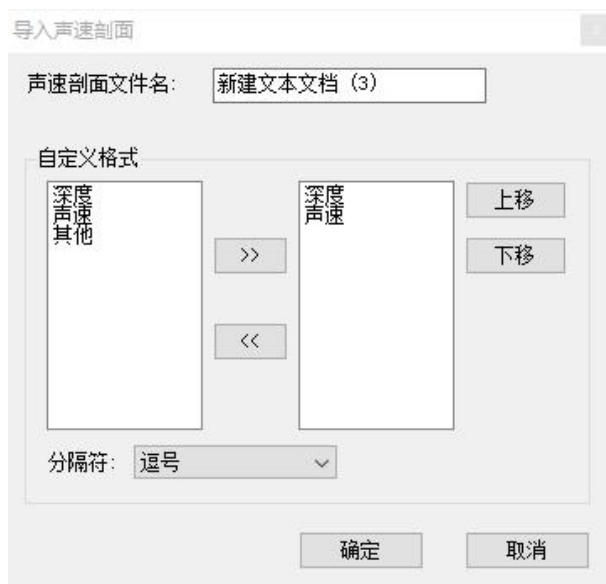 导入声速剖面
声速剖面文件名： 新建文本文档 (3)
自定义格式
深度
声速
其他
>>
<<
深度
声速
上移
下移
分隔符： 逗号
确定 取消